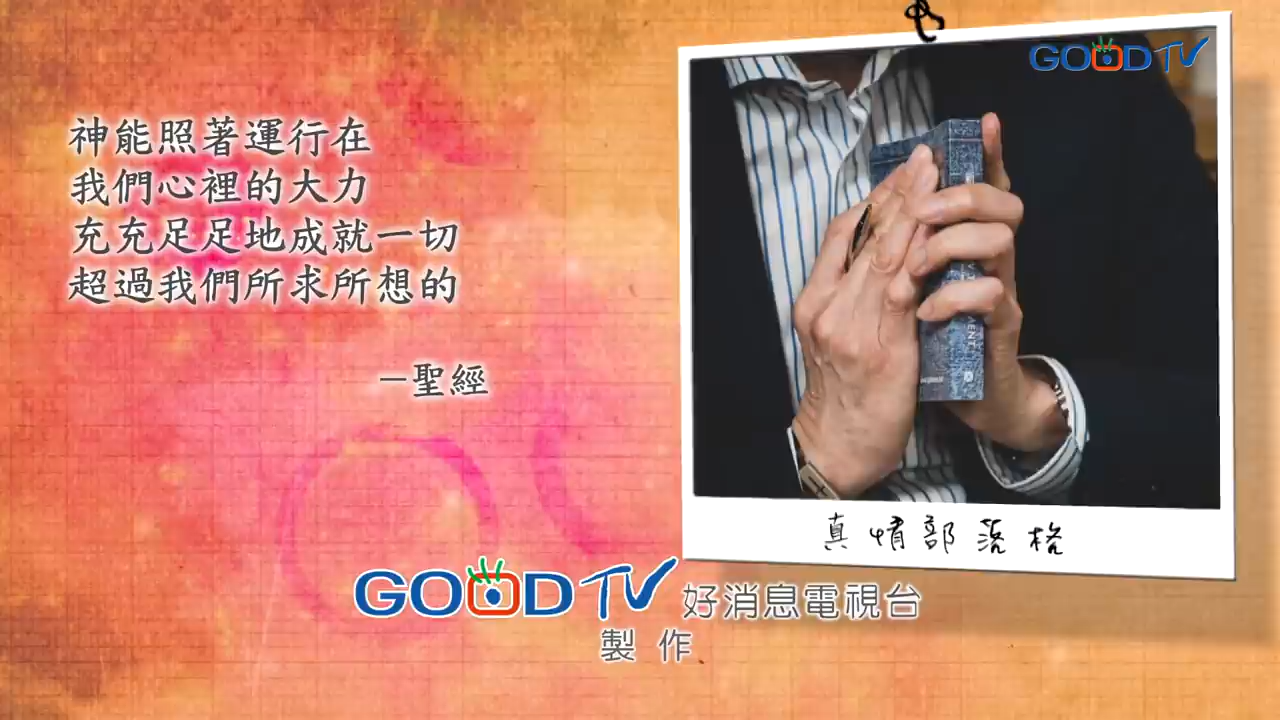 神能照著運行在
我們心裡的大力
充充足足地成就一切
超過我們所求所想的
—聖經
GOODTV
真情部落格
GOODTV 好消息電視台
製作